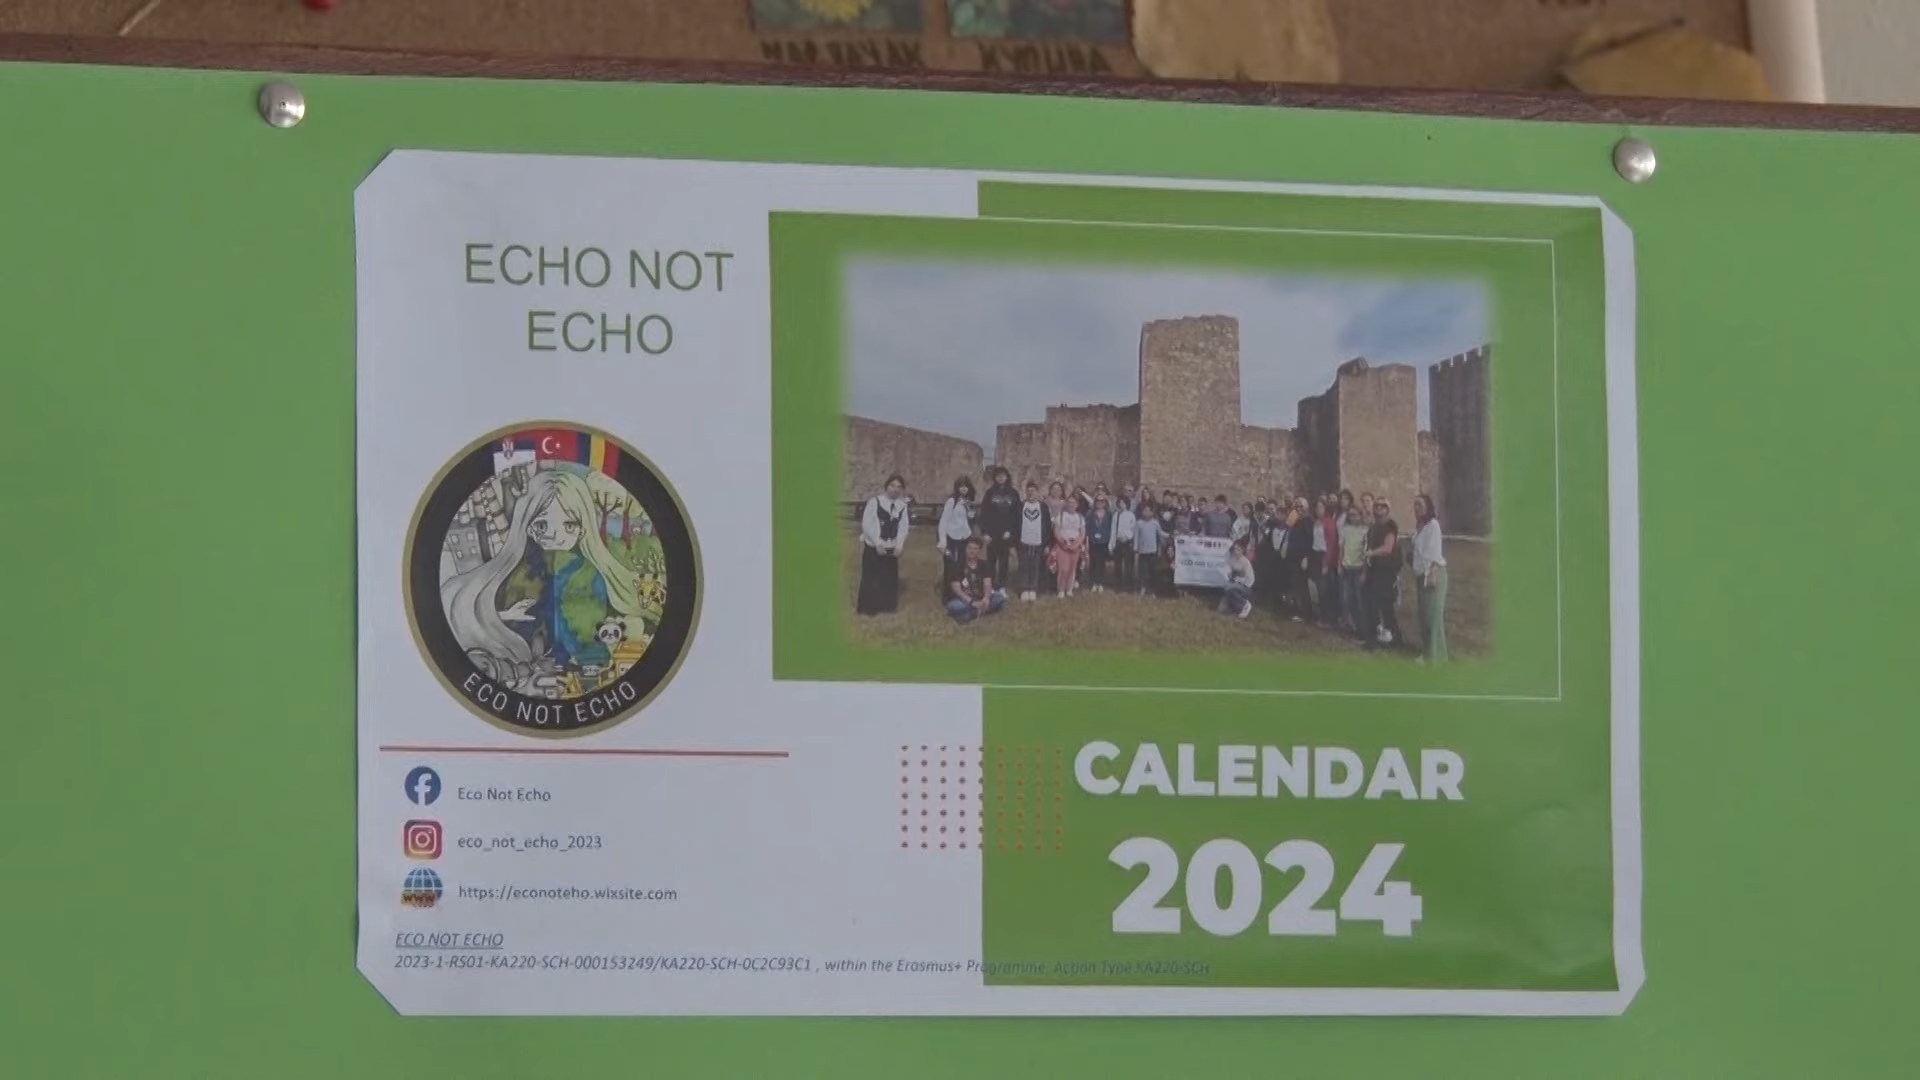 ECHO NOT
ECHO
ECO NOT ECHO
Eco Not Echo
eco_not_echo_2023
www
https://econoteho.wixsite.com
ECO NOT ECHO
2023-1-RS01-KA220-SCH-000153249/KA220-SCH-0C2C93C1 , within the Erasmus+ Programme, Action Type KA220-SCH
CALENDAR
2024